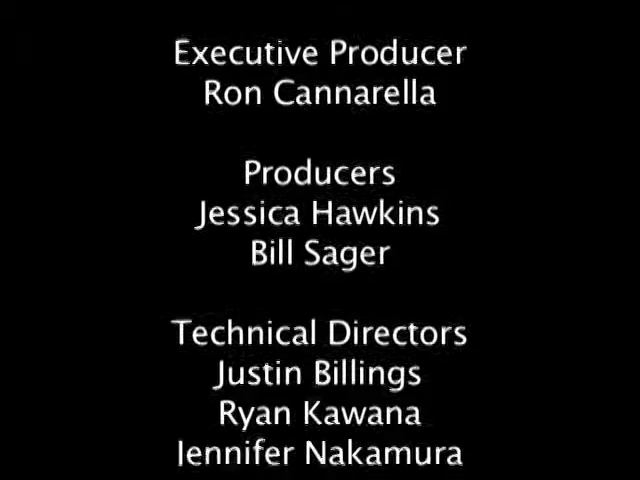 Executive Producer
Ron Cannarella
Producers
Jessica Hawkins
Bill Sager
Technical Directors
Justin Billings
Ryan Kawana
Jennifer Nakamura